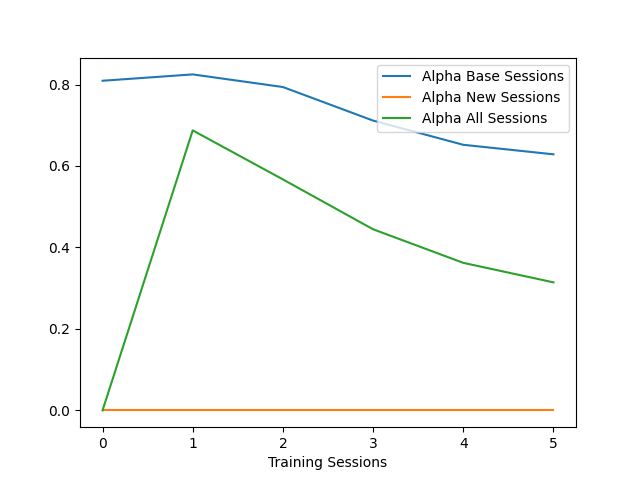 Alpha Base Sessions
Alpha New Sessions
Alpha All Sessions
0.8
0.6
0.4
0.2
0.0
0 1 2 3 4 5
Training Sessions